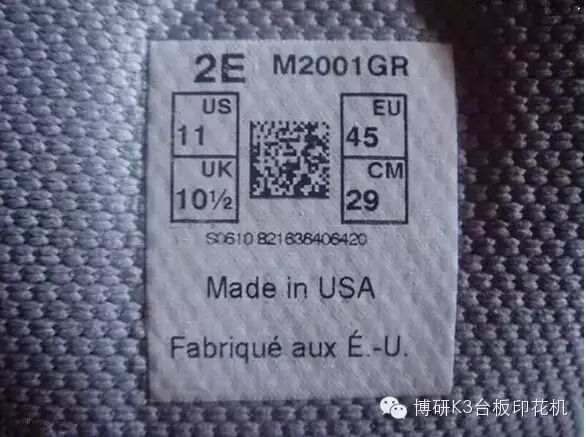 2E M2001GR
US 11
EU 45
UK 10½
CM 29
S0610 821636406420
Made in USA
Fabriqué aux É.-U.
博研K3台板印花机